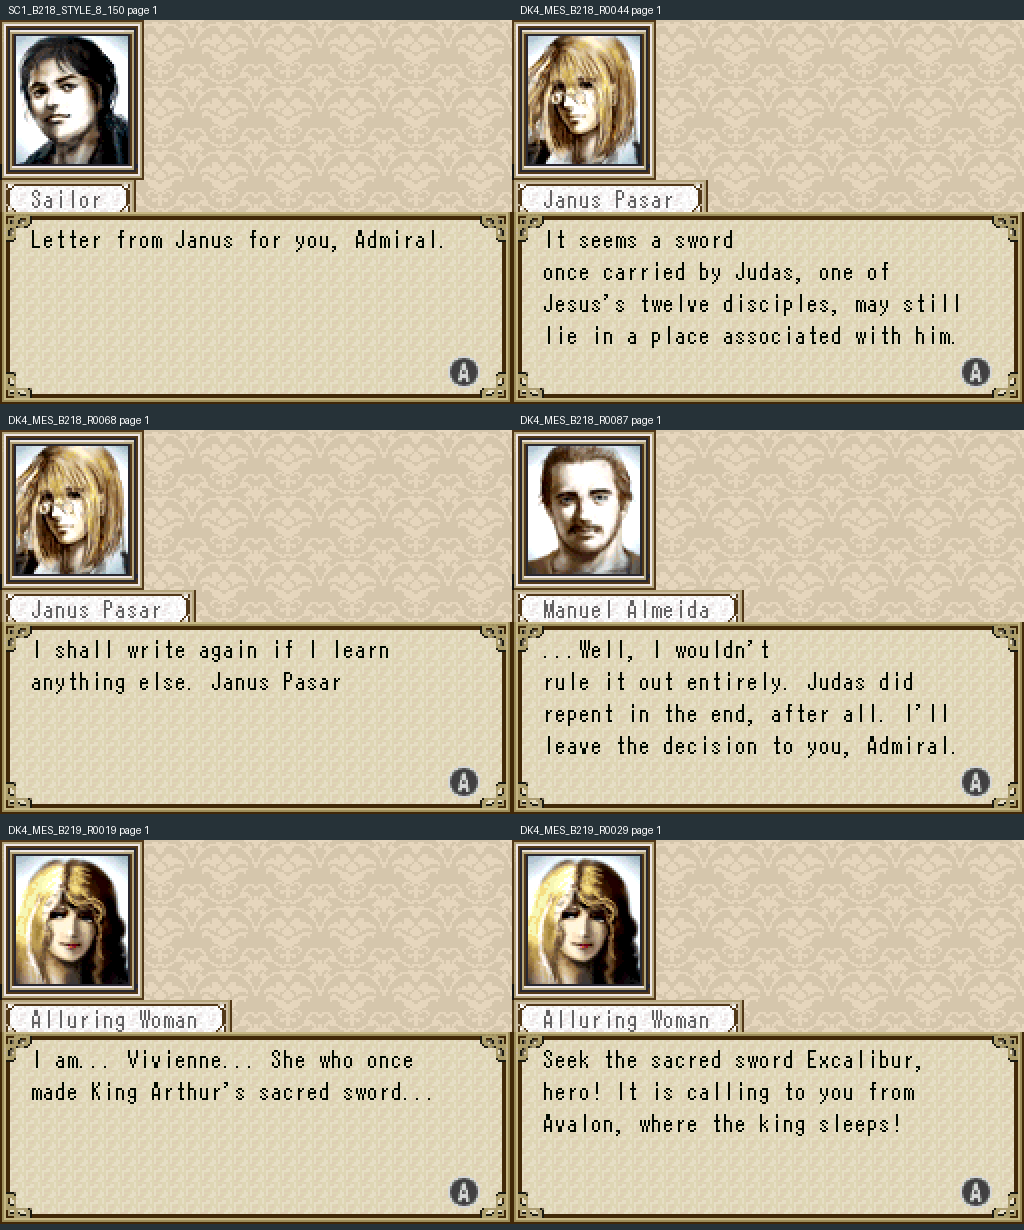 SC1_B218_STYLE_8_150 page 1
Sailor
Letter from Janus for you, Admiral.
A
DK4_MES_B218_R0044 page 1
Janus Pasar
It seems a sword
once carried by Judas, one of
Jesus's twelve disciples, may still
lie in a place associated with him.
A
DK4_MES_B218_R0068 page 1
Janus Pasar
I shall write again if I learn
anything else. Janus Pasar
A
DK4_MES_B218_R0087 page 1
Manuel Almeida
...Well, I wouldn't
rule it out entirely. Judas did
repent in the end, after all. I'll
leave the decision to you, Admiral.
A
DK4_MES_B219_R0019 page 1
Alluring Woman
I am... Vivienne... She who once
made King Arthur's sacred sword...
A
DK4_MES_B219_R0029 page 1
Alluring Woman
Seek the sacred sword Excalibur,
hero! It is calling to you from
Avalon, where the king sleeps!
A